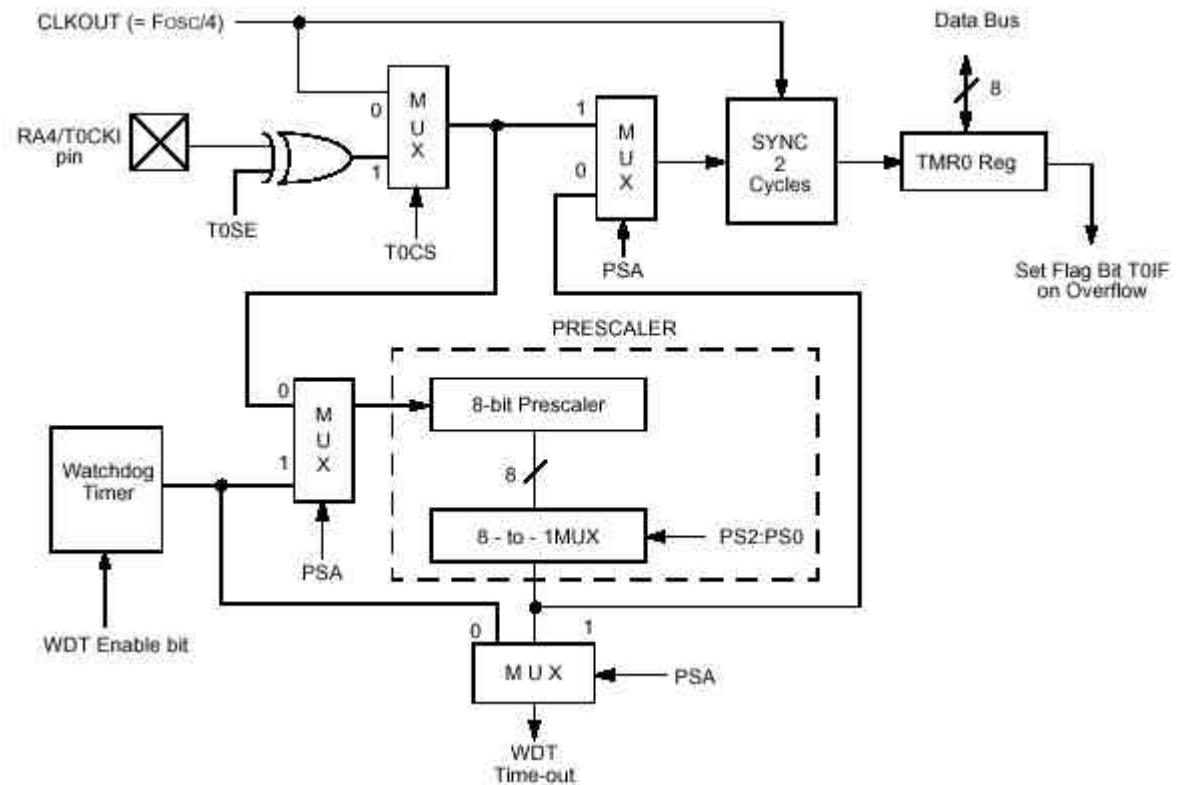 CLKOUT (= FOSC/4)
Data Bus
8
RA4/T0CKI
pin
0
1
M
U
X
T0SE
T0CS
1
0
M
U
X
PSA
SYNC
2
Cycles
TMR0 Reg
Set Flag Bit T0IF
on Overflow
PRESCALER
0
1
M
U
X
8-bit Prescaler
8
Watchdog
Timer
8 - to - 1MUX
PS2:PS0
PSA
WDT Enable bit
0
1
M U X
PSA
WDT
Time-out